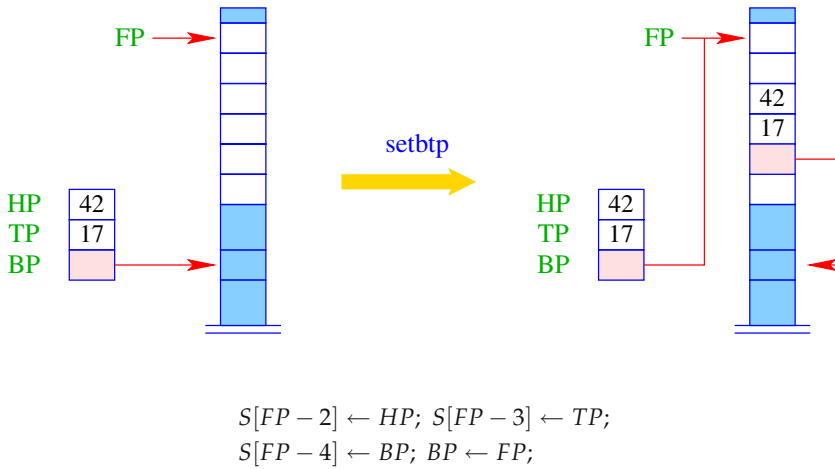 FP
FP
42
17
setbtp
HP 42
TP 17
BP
HP 42
TP 17
BP
S[FP − 2] ← HP; S[FP − 3] ← TP;
S[FP − 4] ← BP; BP ← FP;